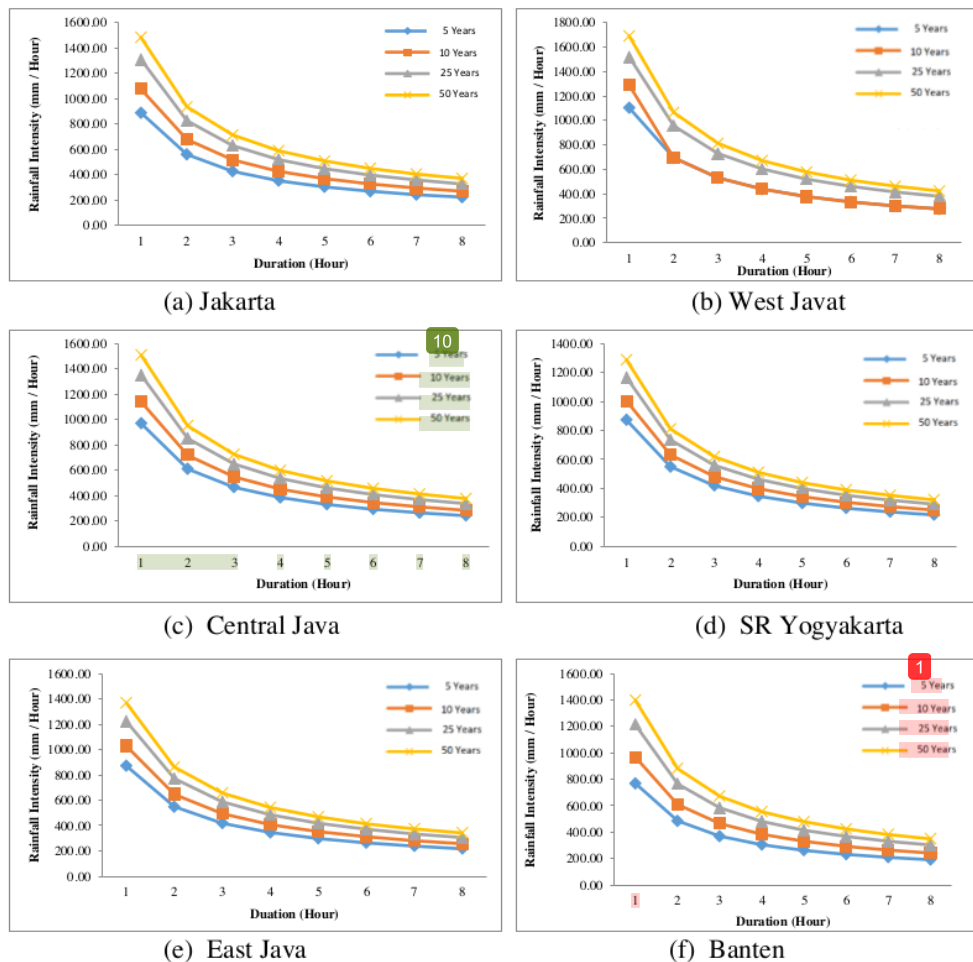 1600.00
1400.00
1200.00
1000.00
800.00
600.00
400.00
200.00
0.00
Rainfall Intensity (mm / Hour)
5 Years
10 Years
25 Years
50 Years
1 2 3 4 5 6 7 8
Duration (Hour)
(a) Jakarta
1800.00
1600.00
1400.00
1200.00
1000.00
800.00
600.00
400.00
200.00
0.00
Rainfall Intensity (mm / Hour)
5 Years
10 Years
25 Years
50 Years
1 2 3 4 5 6 7 8
Duration (Hour)
(b) West Javat
1600.00
1400.00
1200.00
1000.00
800.00
600.00
400.00
200.00
0.00
Rainfall Intensity (mm / Hour)
10
5 Years
10 Years
25 Years
50 Years
1 2 3 4 5 6 7 8
Duration (Hour)
(c) Central Java
1400.00
1200.00
1000.00
800.00
600.00
400.00
200.00
0.00
Rainfall Intensity (mm / Hour)
5 Years
10 Years
25 Years
50 Years
1 2 3 4 5 6 7 8
Duration (Hour)
(d) SR Yogyakarta
1600.00
1400.00
1200.00
1000.00
800.00
600.00
400.00
200.00
0.00
Rainfall Intensity (mm / Hour)
5 Years
10 Years
25 Years
50 Years
1 2 3 4 5 6 7 8
Duation (Hour)
(e) East Java
1600.00
1400.00
1200.00
1000.00
800.00
600.00
400.00
200.00
0.00
Rainfall Intensity (mm / Hour)
1
5 Years
10 Years
25 Years
50 Years
1 2 3 4 5 6 7 8
Duration (Hour)
(f) Banten